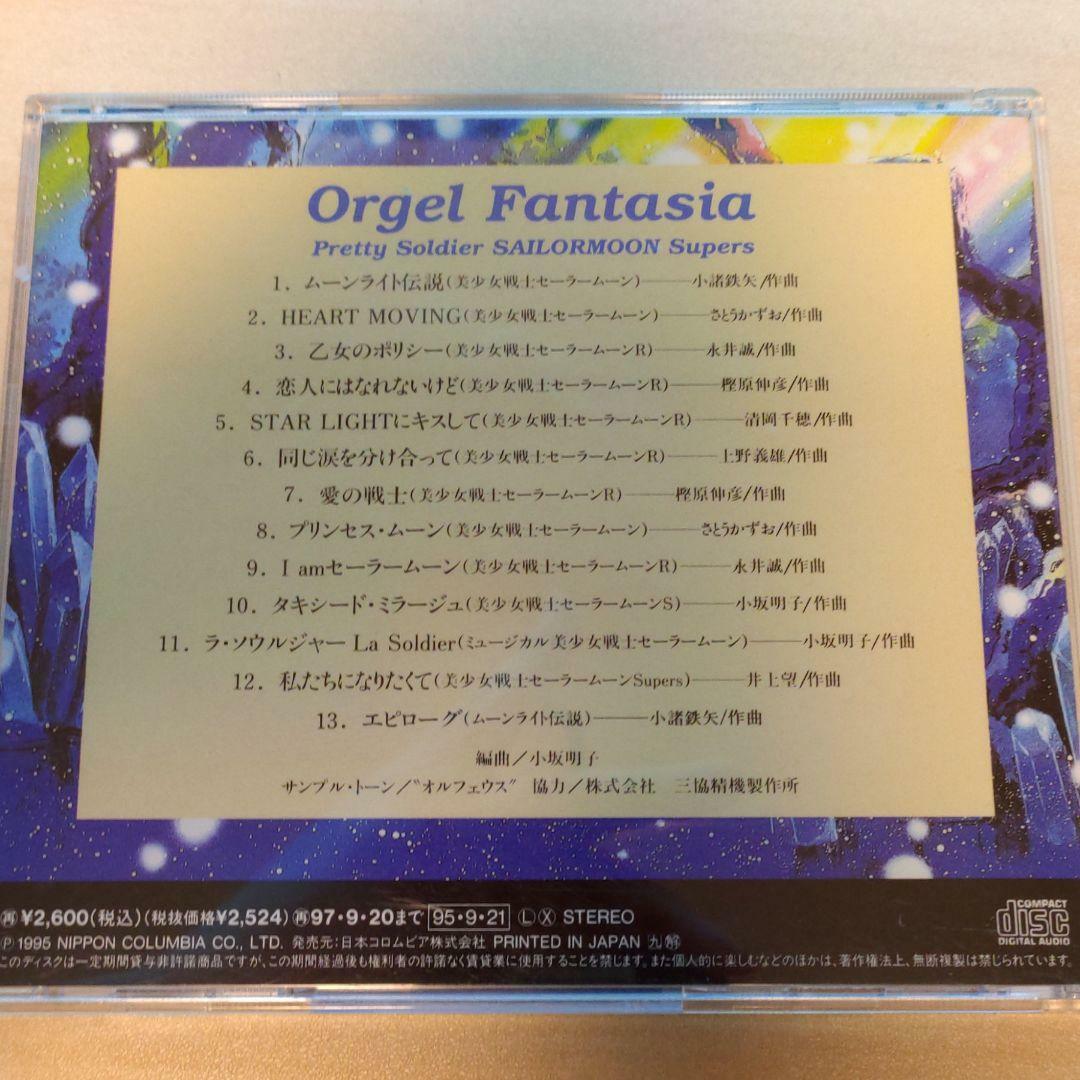 Orgel Fantasia
Pretty Soldier SAILORMOON Supers
1. ムーンライト伝説(美少女戦士セーラームーン)――小諸鉄矢/作曲
2. HEART MOVING(美少女戦士セーラームーン)――さとうかずお/作曲
3. 乙女のポリシー(美少女戦士セーラームーンR)――永井誠/作曲
4. 恋人にはなれないけど(美少女戦士セーラームーンR)――樫原伸彦/作曲
5. STAR LIGHTにキスして(美少女戦士セーラームーンR)――清岡千穂/作曲
6. 同じ涙を分け合って(美少女戦士セーラームーンR)――上野義雄/作曲
7. 愛の戦士(美少女戦士セーラームーンR)――樫原伸彦/作曲
8. プリンセス・ムーン(美少女戦士セーラームーン)――さとうかずお/作曲
9. I amセーラームーン(美少女戦士セーラームーンR)――永井誠/作曲
10. タキシード・ミラージュ(美少女戦士セーラームーンS)――小坂明子/作曲
11. ラ・ソウルジャー La Soldier(ミュージカル美少女戦士セーラームーン)――小坂明子/作曲
12. 私たちになりたくて(美少女戦士セーラームーンSupers)――井上望/作曲
13. エピローグ(ムーンライト伝説)――小諸鉄矢/作曲
編曲/小坂明子
サンプル・トーン/“オルフェウス” 協力/株式会社 三協精機製作所
再¥2,600(税込)(税抜価格¥2,524)再97・9・20まで 95・9・21 Ⓛ Ⓧ STEREO
Ⓟ 1995 NIPPON COLUMBIA CO., LTD. 発売元:日本コロムビア株式会社 PRINTED IN JAPAN 九 解
このディスクは一定期間貸与非許諾商品ですが、この期間経過後も権利者の許諾なく賃貸業に使用することを禁じます。また個人的に楽しむなどのほかは、著作権法上、無断複製は禁じられています。
COMPACT
disc
DIGITAL AUDIO